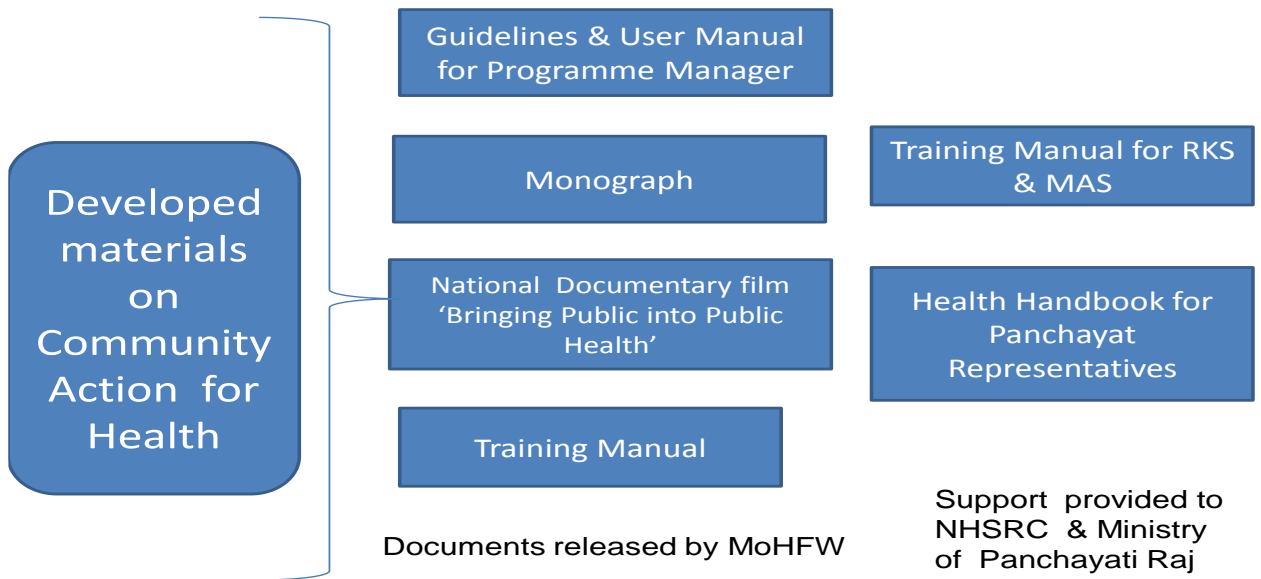 Developed
materials
on
Community
Action for
Health
Guidelines & User Manual
for Programme Manager
Monograph
National Documentary film
‘Bringing Public into Public
Health’
Training Manual
Documents released by MoHFW
Training Manual for RKS
& MAS
Health Handbook for
Panchayat
Representatives
Support provided to
NHSRC & Ministry
of Panchayati Raj